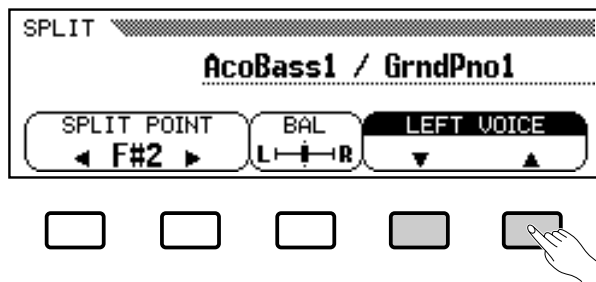 SPLIT
AcoBass1 / GrndPno1
SPLIT POINT BAL LEFT VOICE
◄ F#2 ► L R ▼ ▲